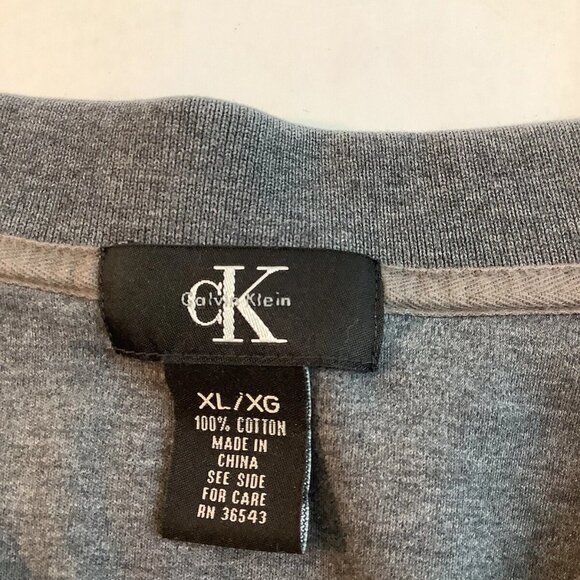 cK
Calvin Klein
XL/XG
100% COTTON
MADE IN
CHINA
SEE SIDE
FOR CARE
RN 36543